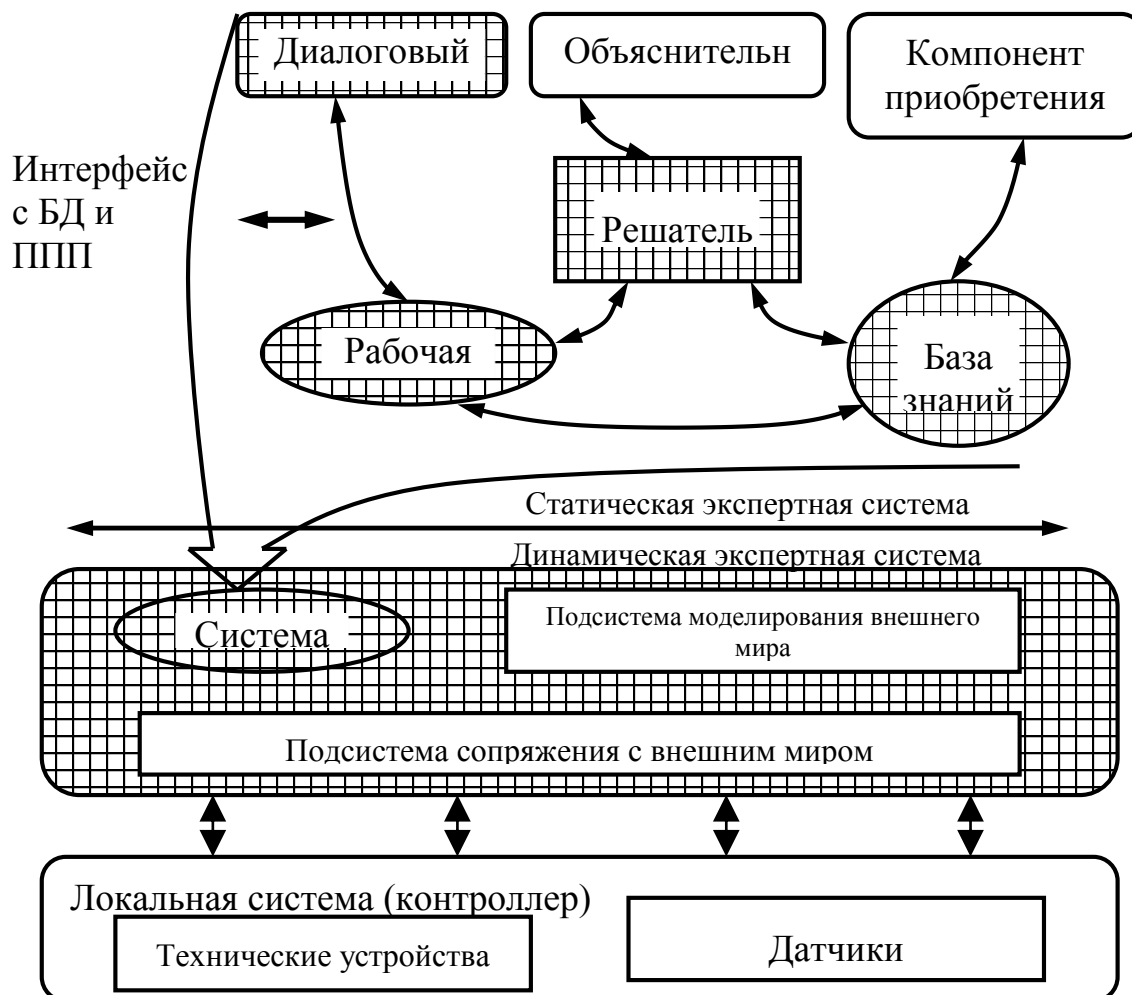 Диалоговый
Объяснительн
Компонент
приобретения
Интерфейс
с БД и
ППП
Решатель
Рабочая
База
знаний
Статическая экспертная система
Динамическая экспертная система
Система
Подсистема моделирования внешнего
мира
Подсистема сопряжения с внешним миром
Локальная система (контроллер)
Технические устройства
Датчики